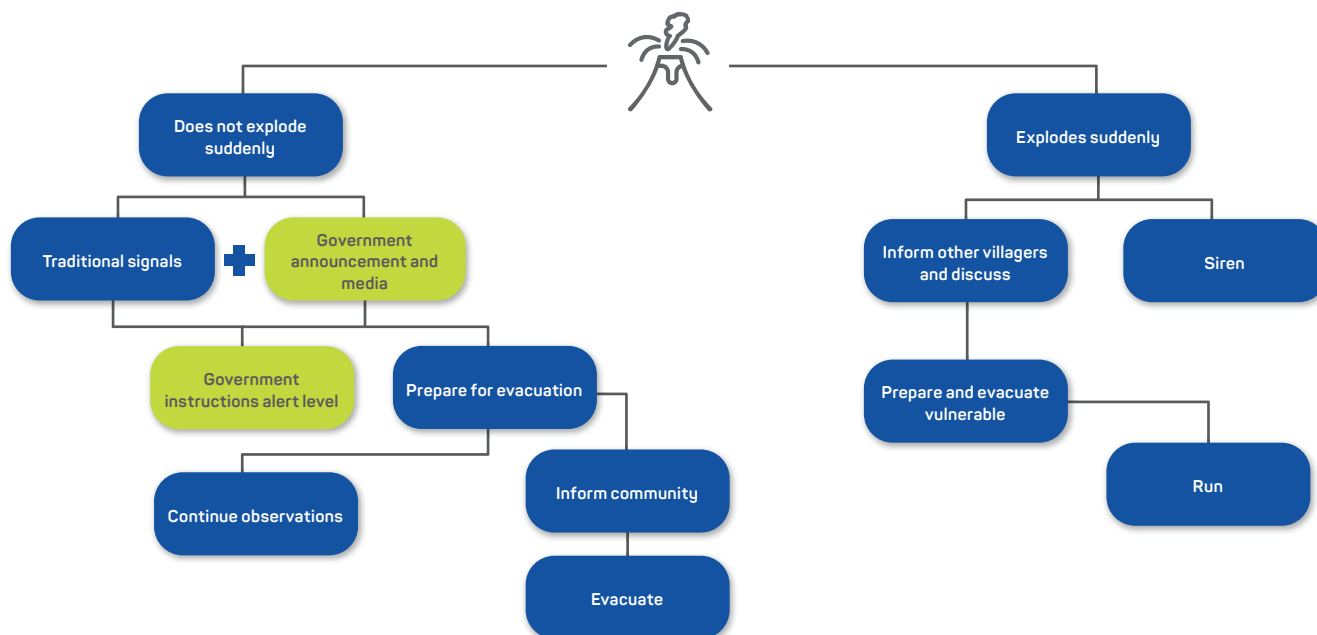 Does not explode
suddenly
Explodes suddenly
Traditional signals
Government
announcement and
media
Inform other villagers
and discuss
Siren
Government
instructions alert level
Prepare for evacuation
Prepare and evacuate
vulnerable
Continue observations
Inform community
Run
Evacuate